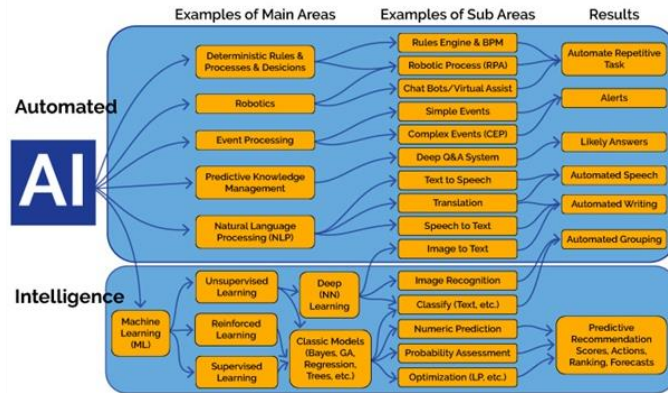 Examples of Main Areas
Examples of Sub Areas
Results
Automated
AI
Deterministic Rules &
Processes & Desicions
Robotics
Event Processing
Predictive Knowledge
Management
Natural Language
Processing (NLP)
Rules Engine & BPM
Robotic Process (RPA)
Chat Bots/Virtual Assist
Simple Events
Complex Events (CEP)
Deep Q&A System
Text to Speech
Translation
Speech to Text
Image to Text
Automate Repetitive
Task
Alerts
Likely Answers
Automated Speech
Automated Writing
Automated Grouping
Intelligence
Machine
Learning
(ML)
Unsupervised
Learning
Reinforced
Learning
Supervised
Learning
Deep
(NN)
Learning
Classic Models
(Bayes, GA,
Regression,
Trees, etc.)
Image Recognition
Classify (Text, etc.)
Numeric Prediction
Probability Assessment
Optimization (LP, etc.)
Predictive
Recommendation
Scores, Actions,
Ranking, Forecasts